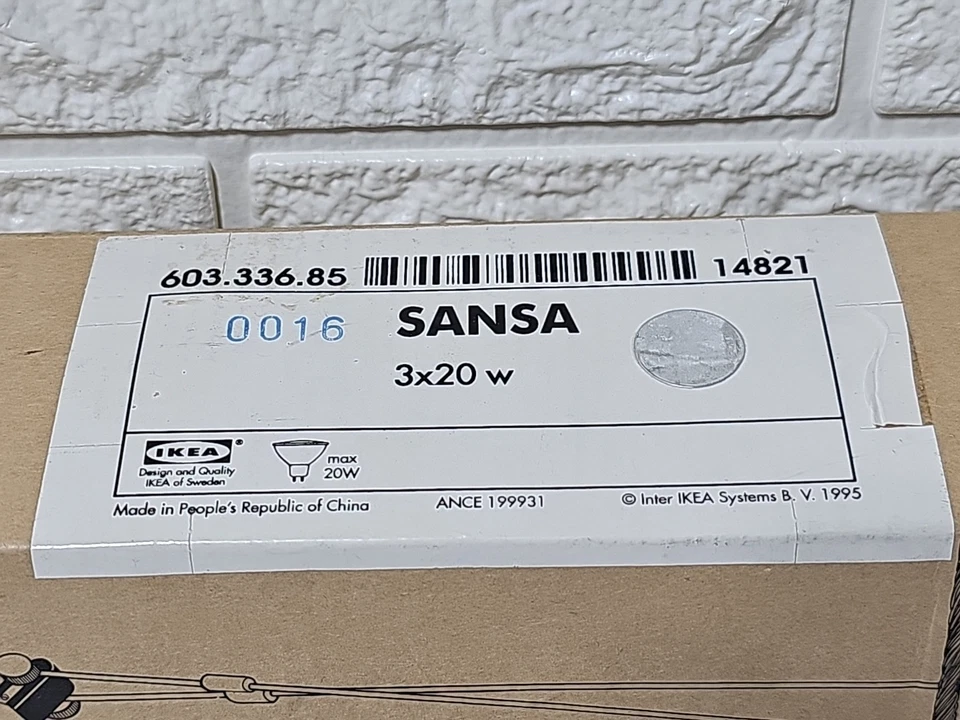 603.336.85 14821
0016 SANSA
3x20 w
IKEA ®
Design and Quality
IKEA of Sweden
max
20W
Made in People's Republic of China ANCE 199931 © Inter IKEA Systems B. V. 1995